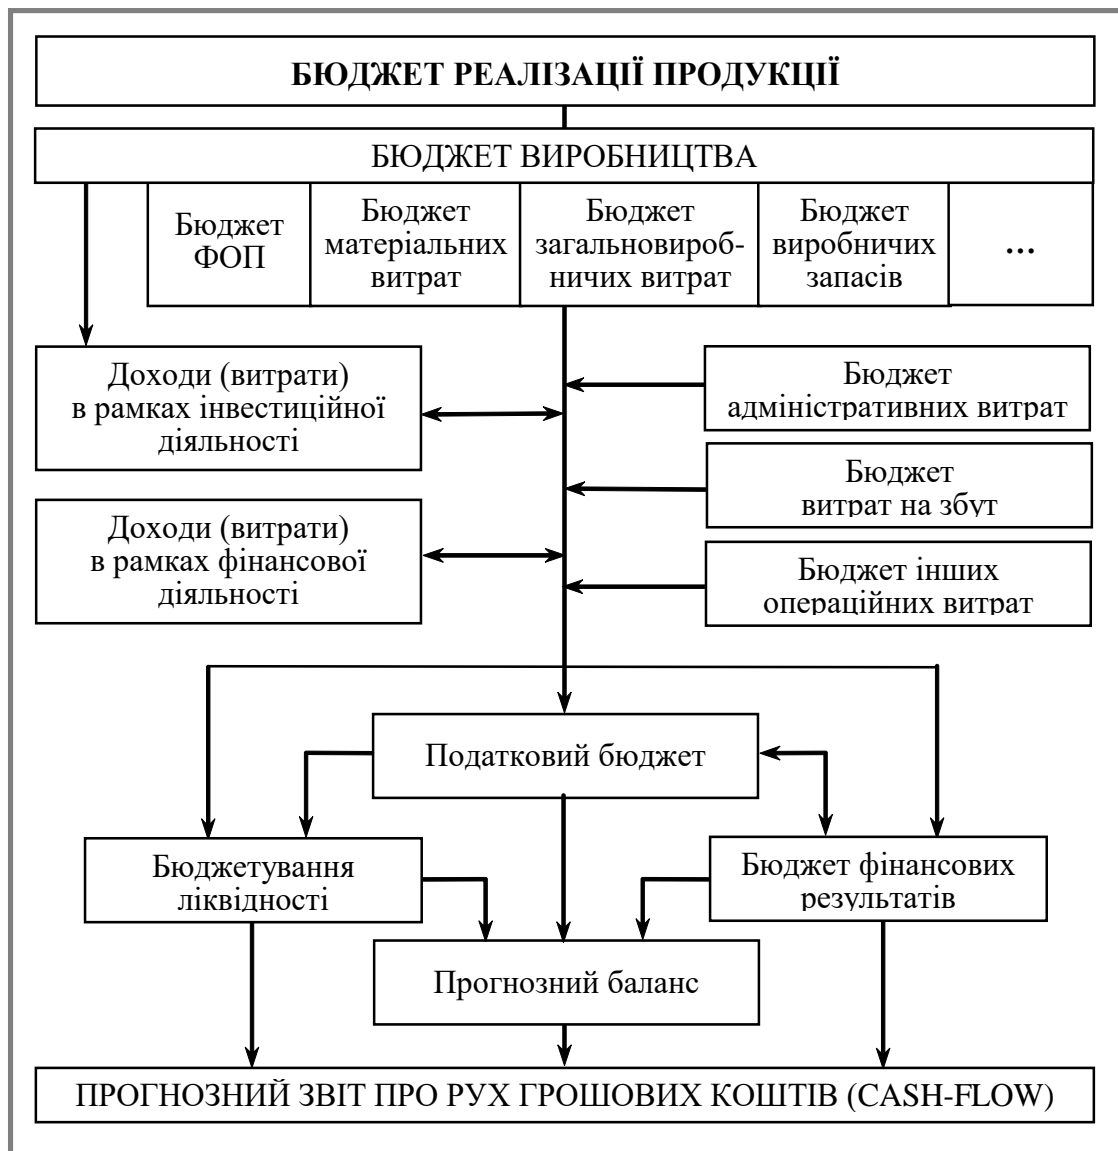 БЮДЖЕТ РЕАЛІЗАЦІЇ ПРОДУКЦІЇ
БЮДЖЕТ ВИРОБНИЦТВА
Бюджет
ФОП
Бюджет
матеріальних
витрат
Бюджет
загальновироб-
ничих витрат
Бюджет
виробничих
запасів
...
Доходи (витрати)
в рамках інвестиційної
діяльності
Бюджет
адміністративних витрат
Бюджет
витрат на збут
Доходи (витрати)
в рамках фінансової
діяльності
Бюджет інших
операційних витрат
Податковий бюджет
Бюджетування
ліквідності
Бюджет фінансових
результатів
Прогнозний баланс
ПРОГНОЗНИЙ ЗВІТ ПРО РУХ ГРОШОВИХ КОШТІВ (CASH-FLOW)